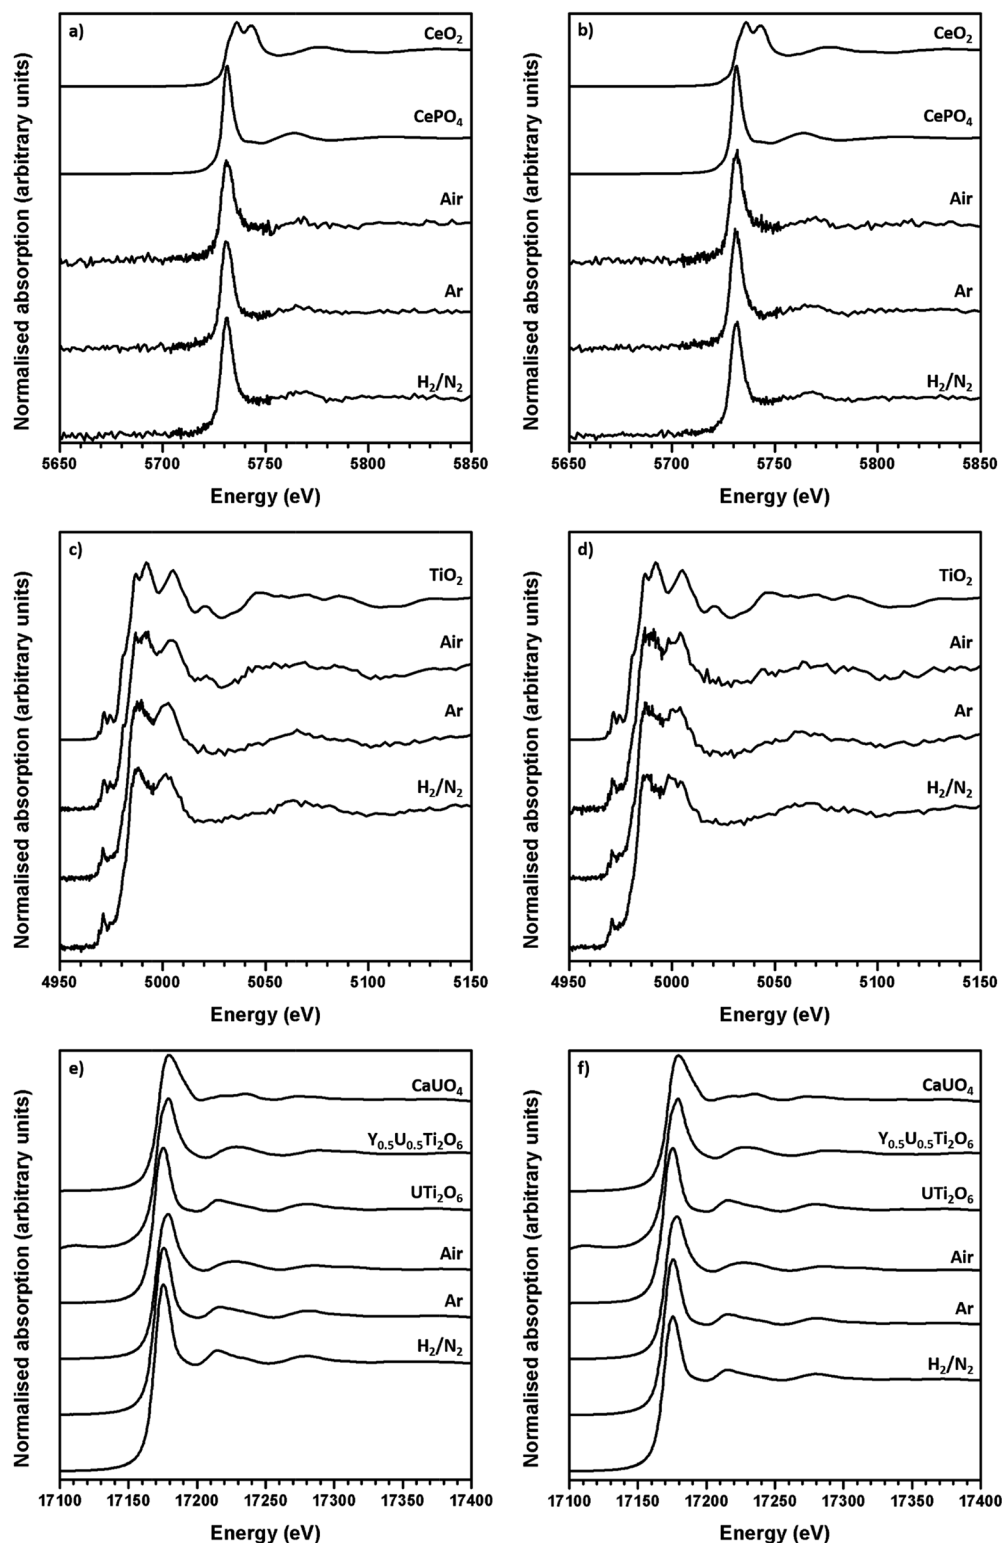 a)
CeO2
CePO4
Air
Ar
H2/N2
Normalised absorption (arbitrary units)
5650 5700 5750 5800 5850
Energy (eV)
b)
CeO2
CePO4
Air
Ar
H2/N2
Normalised absorption (arbitrary units)
5650 5700 5750 5800 5850
Energy (eV)
c)
TiO2
Air
Ar
H2/N2
Normalised absorption (arbitrary units)
4950 5000 5050 5100 5150
Energy (eV)
d)
TiO2
Air
Ar
H2/N2
Normalised absorption (arbitrary units)
4950 5000 5050 5100 5150
Energy (eV)
e)
CaUO4
Y0.5U0.5Ti2O6
UTi2O6
Air
Ar
H2/N2
Normalised absorption (arbitrary units)
17100 17150 17200 17250 17300 17350 17400
Energy (eV)
f)
CaUO4
Y0.5U0.5Ti2O6
UTi2O6
Air
Ar
H2/N2
Normalised absorption (arbitrary units)
17100 17150 17200 17250 17300 17350 17400
Energy (eV)